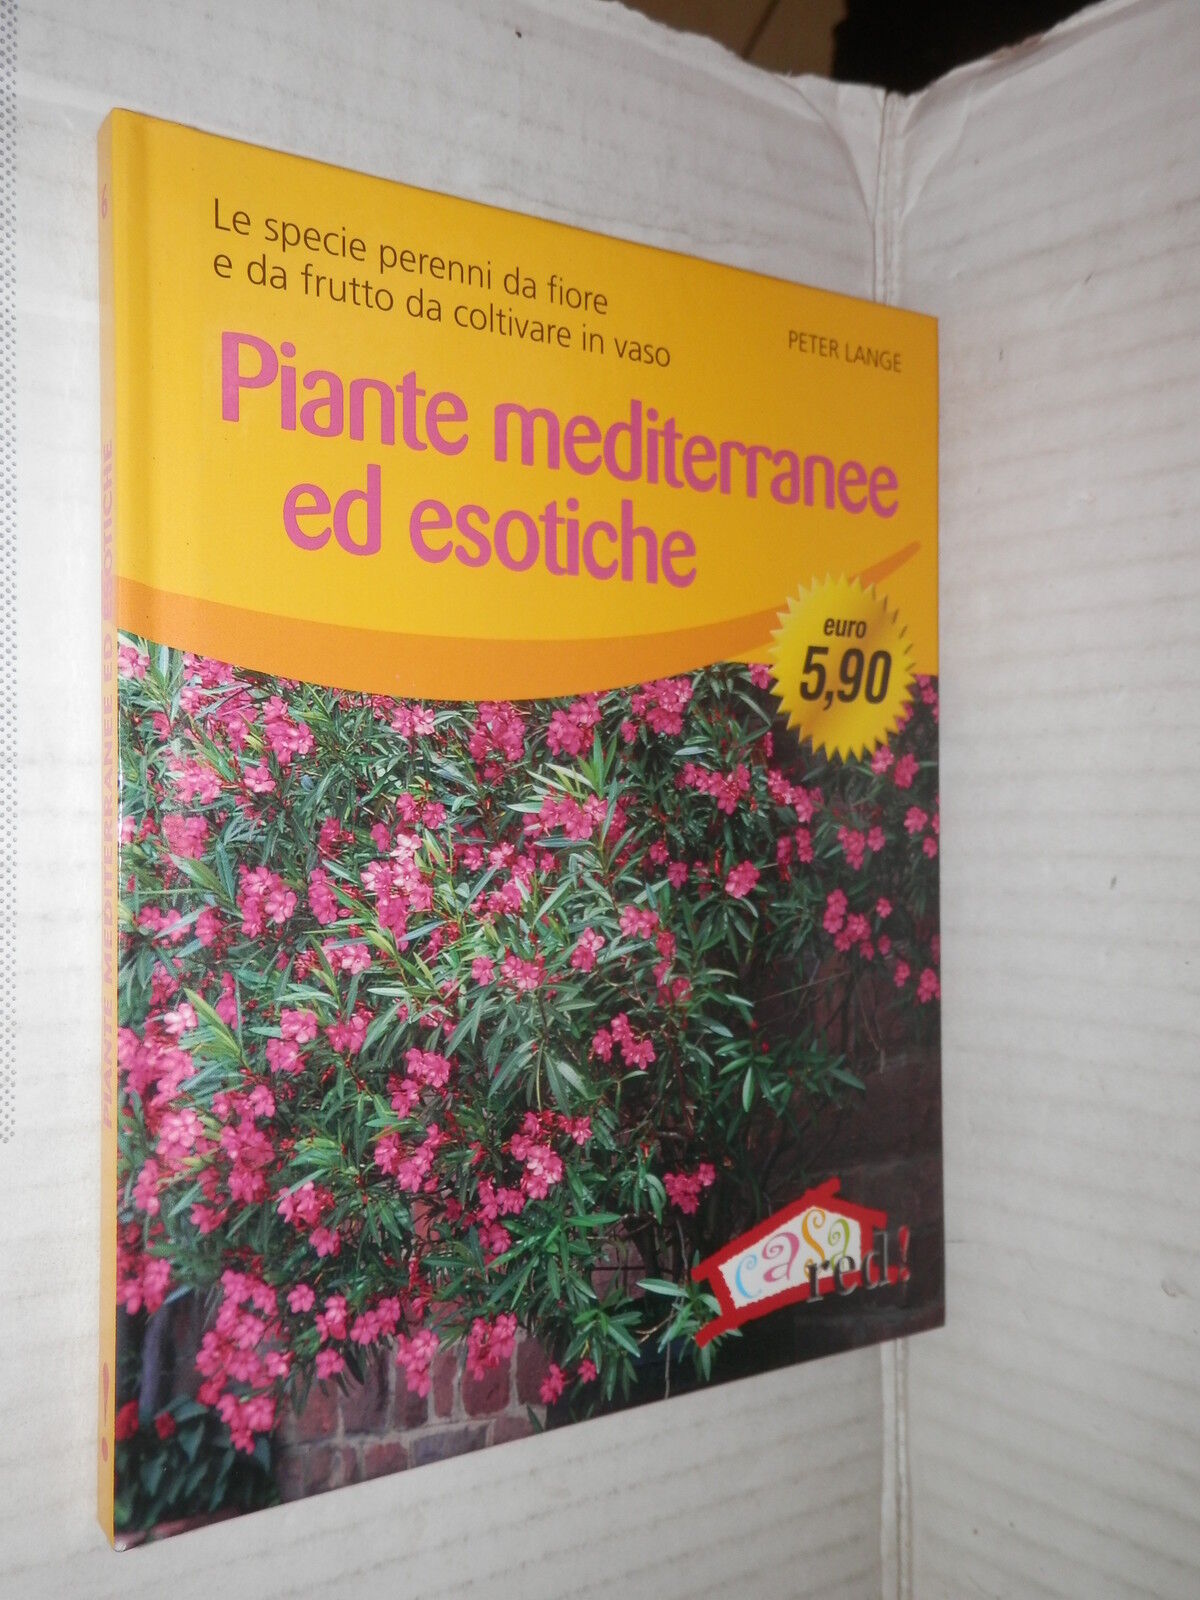 Le specie perenni da fiore
e da frutto da coltivare in vaso
PETER LANGE
Piante mediterranee
ed esotiche
euro
5,90
casa
red!
6
PIANTE MEDITERRANEE ED ESOTICHE
!